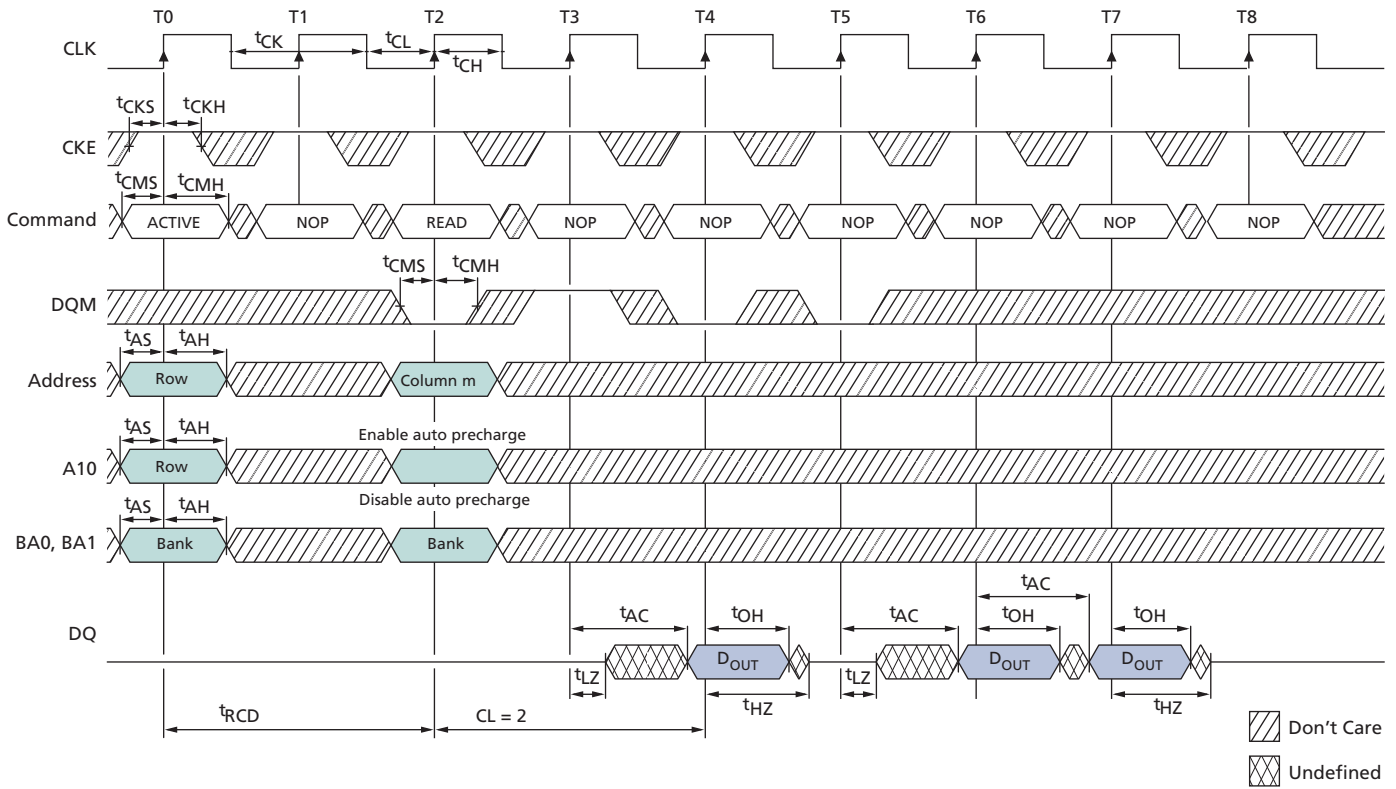 T0 T1 T2 T3 T4 T5 T6 T7 T8
CLK tCK tCL
tCH
tCKS tCKH
CKE
tCMS tCMH
Command ACTIVE NOP READ NOP NOP NOP NOP NOP NOP
tCMS tCMH
DQM
tAS tAH
Address Row Column m
tAS tAH Enable auto precharge
A10 Row
Disable auto precharge
tAS tAH
BA0, BA1 Bank Bank
tAC
tAC tOH tAC tOH tOH
DQ
DOUT DOUT DOUT
tLZ tLZ
tHZ tHZ
tRCD CL = 2
Don't Care
Undefined